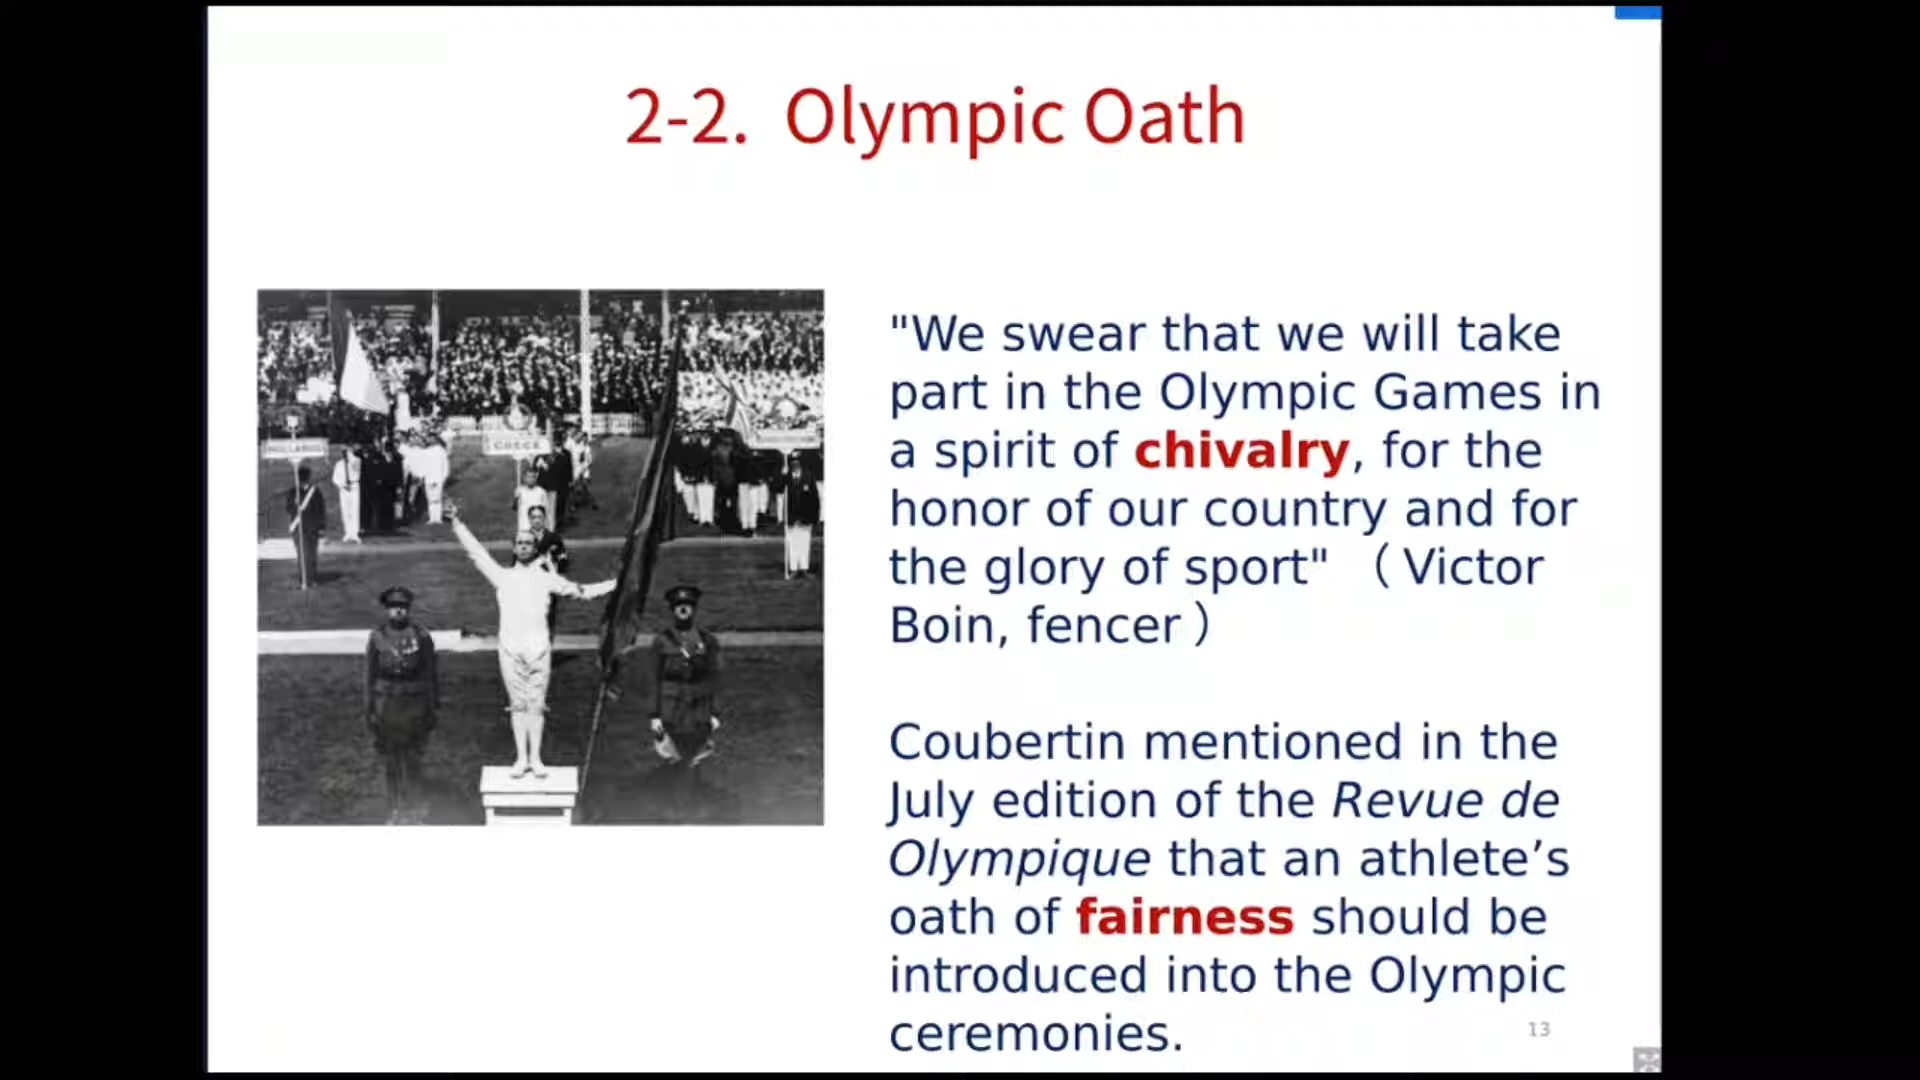 2-2. Olympic Oath
GREECE
"We swear that we will take
part in the Olympic Games in
a spirit of chivalry, for the
honor of our country and for
the glory of sport" （Victor
Boin, fencer）
Coubertin mentioned in the
July edition of the Revue de
Olympique that an athlete’s
oath of fairness should be
introduced into the Olympic
ceremonies.
13